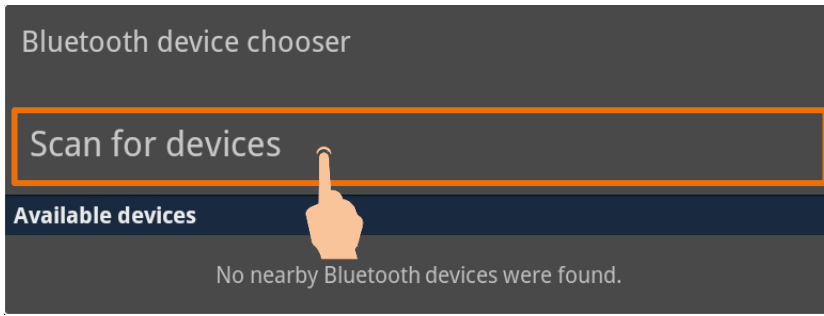 Bluetooth device chooser
Scan for devices
Available devices
No nearby Bluetooth devices were found.